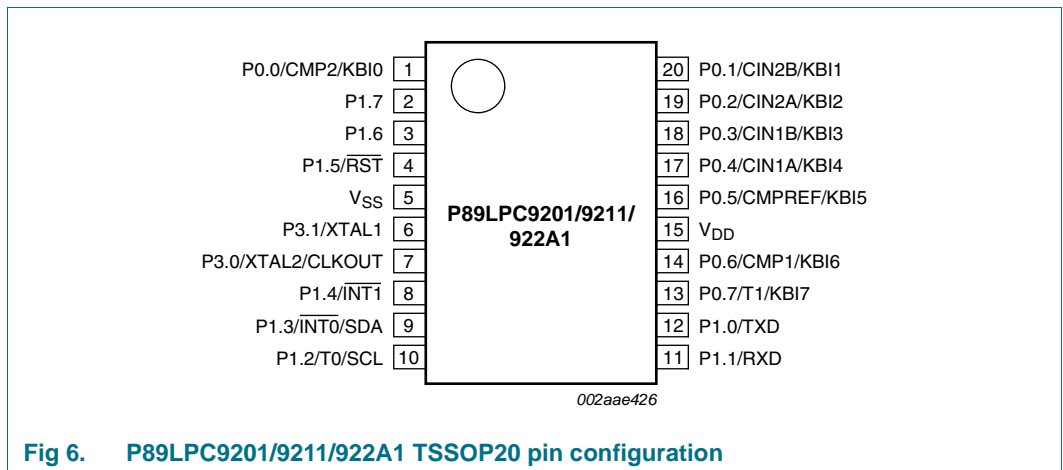 P0.0/CMP2/KBI0 1
P1.7 2
P1.6 3
P1.5/RST 4
VSS 5
P3.1/XTAL1 6
P3.0/XTAL2/CLKOUT 7
P1.4/INT1 8
P1.3/INT0/SDA 9
P1.2/T0/SCL 10
P89LPC9201/9211/
922A1
20 P0.1/CIN2B/KBI1
19 P0.2/CIN2A/KBI2
18 P0.3/CIN1B/KBI3
17 P0.4/CIN1A/KBI4
16 P0.5/CMPREF/KBI5
15 VDD
14 P0.6/CMP1/KBI6
13 P0.7/T1/KBI7
12 P1.0/TXD
11 P1.1/RXD
002aae426
Fig 6. P89LPC9201/9211/922A1 TSSOP20 pin configuration